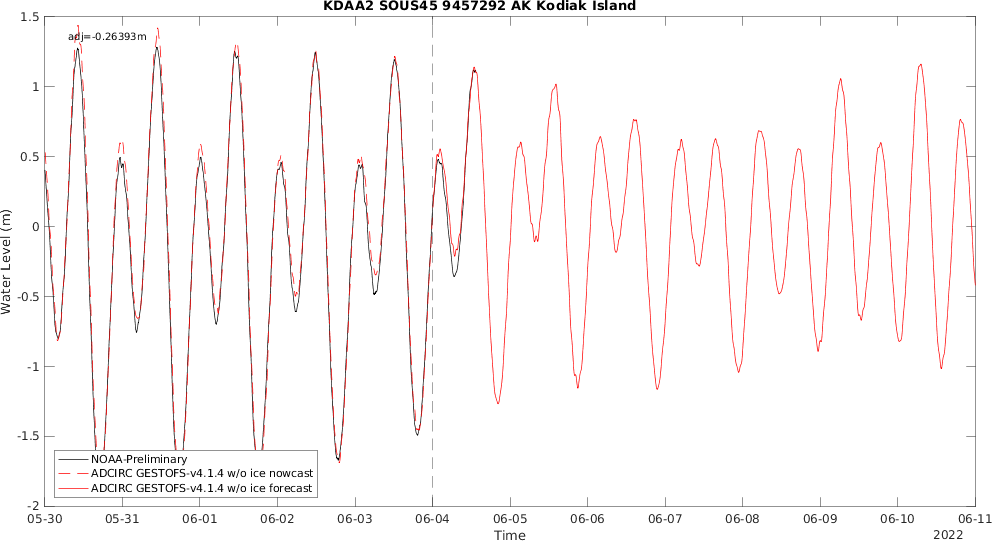 KDAA2 SOUS45 9457292 AK Kodiak Island
adj=-0.26393m
1.5
1
0.5
0
-0.5
-1
-1.5
-2
Water Level (m)
NOAA-Preliminary
ADCIRC GESTOFS-v4.1.4 w/o ice nowcast
ADCIRC GESTOFS-v4.1.4 w/o ice forecast
05-30 05-31 06-01 06-02 06-03 06-04 06-05 06-06 06-07 06-08 06-09 06-10 06-11
Time
2022